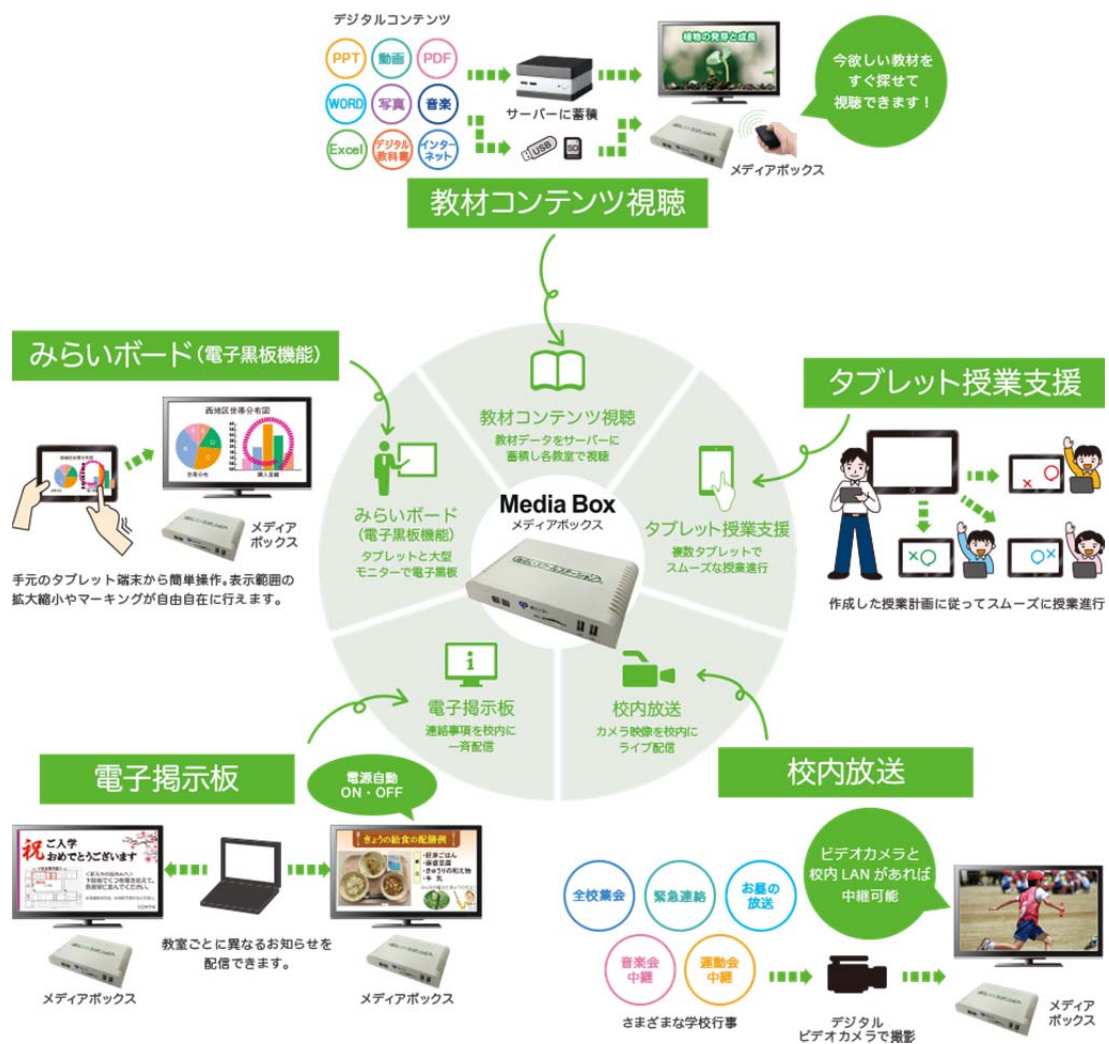 デジタルコンテンツ
PPT
動画
PDF
WORD
写真
音楽
Excel
デジタル
教科書
インター
ネット
サーバーに蓄積
USB
SD
植物の発芽と成長
メディアボックス
今欲しい教材を
すぐ探せて
視聴できます!
教材コンテンツ視聴
みらいボード(電子黒板機能)
西地区世帯分布図
世帯分布
購入実績
メディア
ボックス
手元のタブレット端末から簡単操作。表示範囲の
拡大縮小やマーキングが自由自在に行えます。
タブレット授業支援
作成した授業計画に従ってスムーズに授業進行
教材コンテンツ視聴
教材データをサーバーに
蓄積し各教室で視聴
みらいボード
(電子黒板機能)
タブレットと大型
モニターで電子黒板
Media Box
メディアボックス
タブレット授業支援
複数タブレットで
スムーズな授業進行
電子掲示板
連絡事項を校内に
一斉配信
校内放送
カメラ映像を校内に
ライブ配信
電子掲示板
電源自動
ON・OFF
祝
ご入学
おめでとうございます
きょうの給食の配膳例
・麻婆豆腐
・きゅうりの和え物
・牛乳
教室ごとに異なるお知らせを
配信できます。
メディアボックス
メディアボックス
校内放送
ビデオカメラと
校内LANがあれば
中継可能
全校集会
緊急連絡
お昼の
放送
音楽会
中継
運動会
中継
さまざまな学校行事
デジタル
ビデオカメラで撮影
メディア
ボックス